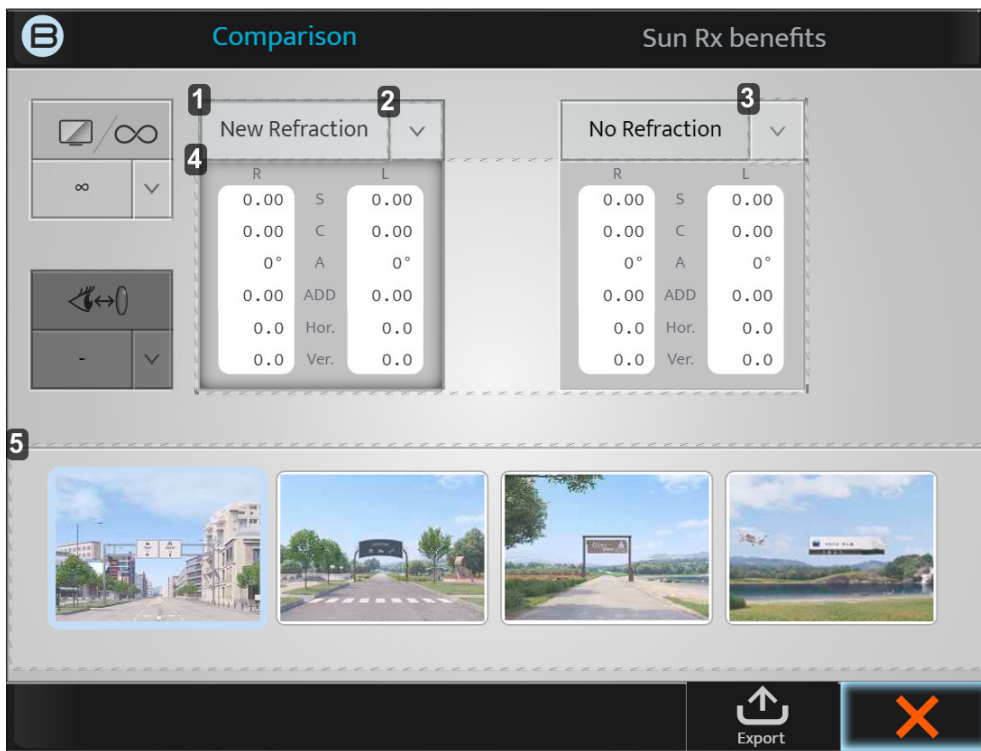 B Comparison Sun Rx benefits
1 2 3
New Refraction No Refraction
/∞
4
∞
R L R L
0.00 S 0.00 0.00 S 0.00
0.00 C 0.00 0.00 C 0.00
0° A 0° 0° A 0°
0.00 ADD 0.00 0.00 ADD 0.00
0.0 Hor. 0.0 0.0 Hor. 0.0
- 0.0 Ver. 0.0 0.0 Ver. 0.0
5
Export